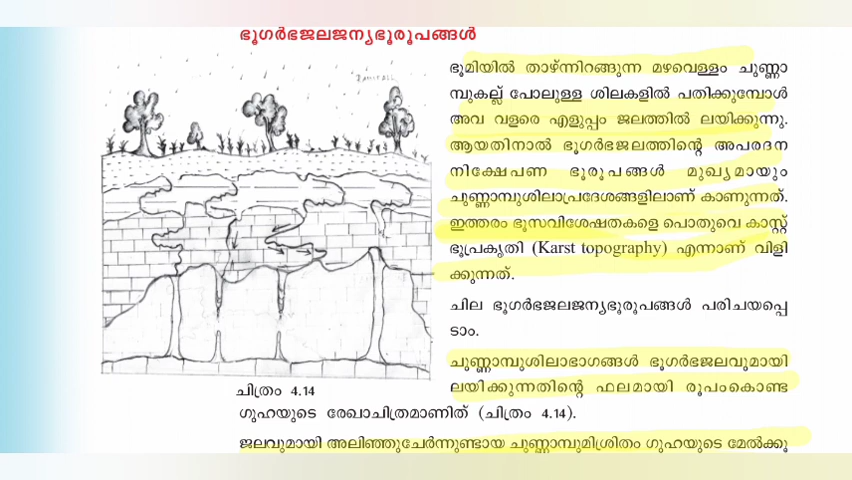 ഭൂഗർഭജലജന്യഭൂരൂപങ്ങൾ
ഭൂമിയിൽ താഴ്ന്നിറങ്ങുന്ന മഴവെള്ളം ചുണ്ണാ
മ്പുകല്ല് പോലുള്ള ശിലകളിൽ പതിക്കുമ്പോൾ
അവ വളരെ എളുപ്പം ജലത്തിൽ ലയിക്കുന്നു.
ആയതിനാൽ ഭൂഗർഭജലത്തിന്റെ അപരദന
നിക്ഷേപണ ഭൂരൂപങ്ങൾ മുഖ്യമായും
ചുണ്ണാമ്പുശിലാപ്രദേശങ്ങളിലാണ് കാണുന്നത്.
ഇത്തരം ഭൂസവിശേഷതകളെ പൊതുവെ കാസ്റ്റ്
ഭൂപ്രകൃതി (Karst topography) എന്നാണ് വിളി
ക്കുന്നത്.
ചില ഭൂഗർഭജലജന്യഭൂരൂപങ്ങൾ പരിചയപ്പെ
ടാം.
ചുണ്ണാമ്പുശിലാഭാഗങ്ങൾ ഭൂഗർഭജലവുമായി
ലയിക്കുന്നതിന്റെ ഫലമായി രൂപംകൊണ്ട
ചിത്രം 4.14
ഗുഹയുടെ രേഖാചിത്രമാണിത് (ചിത്രം 4.14).
ജലവുമായി അലിഞ്ഞുചേർന്നുണ്ടായ ചുണ്ണാമ്പുമിശ്രിതം ഗുഹയുടെ മേൽക്കൂ